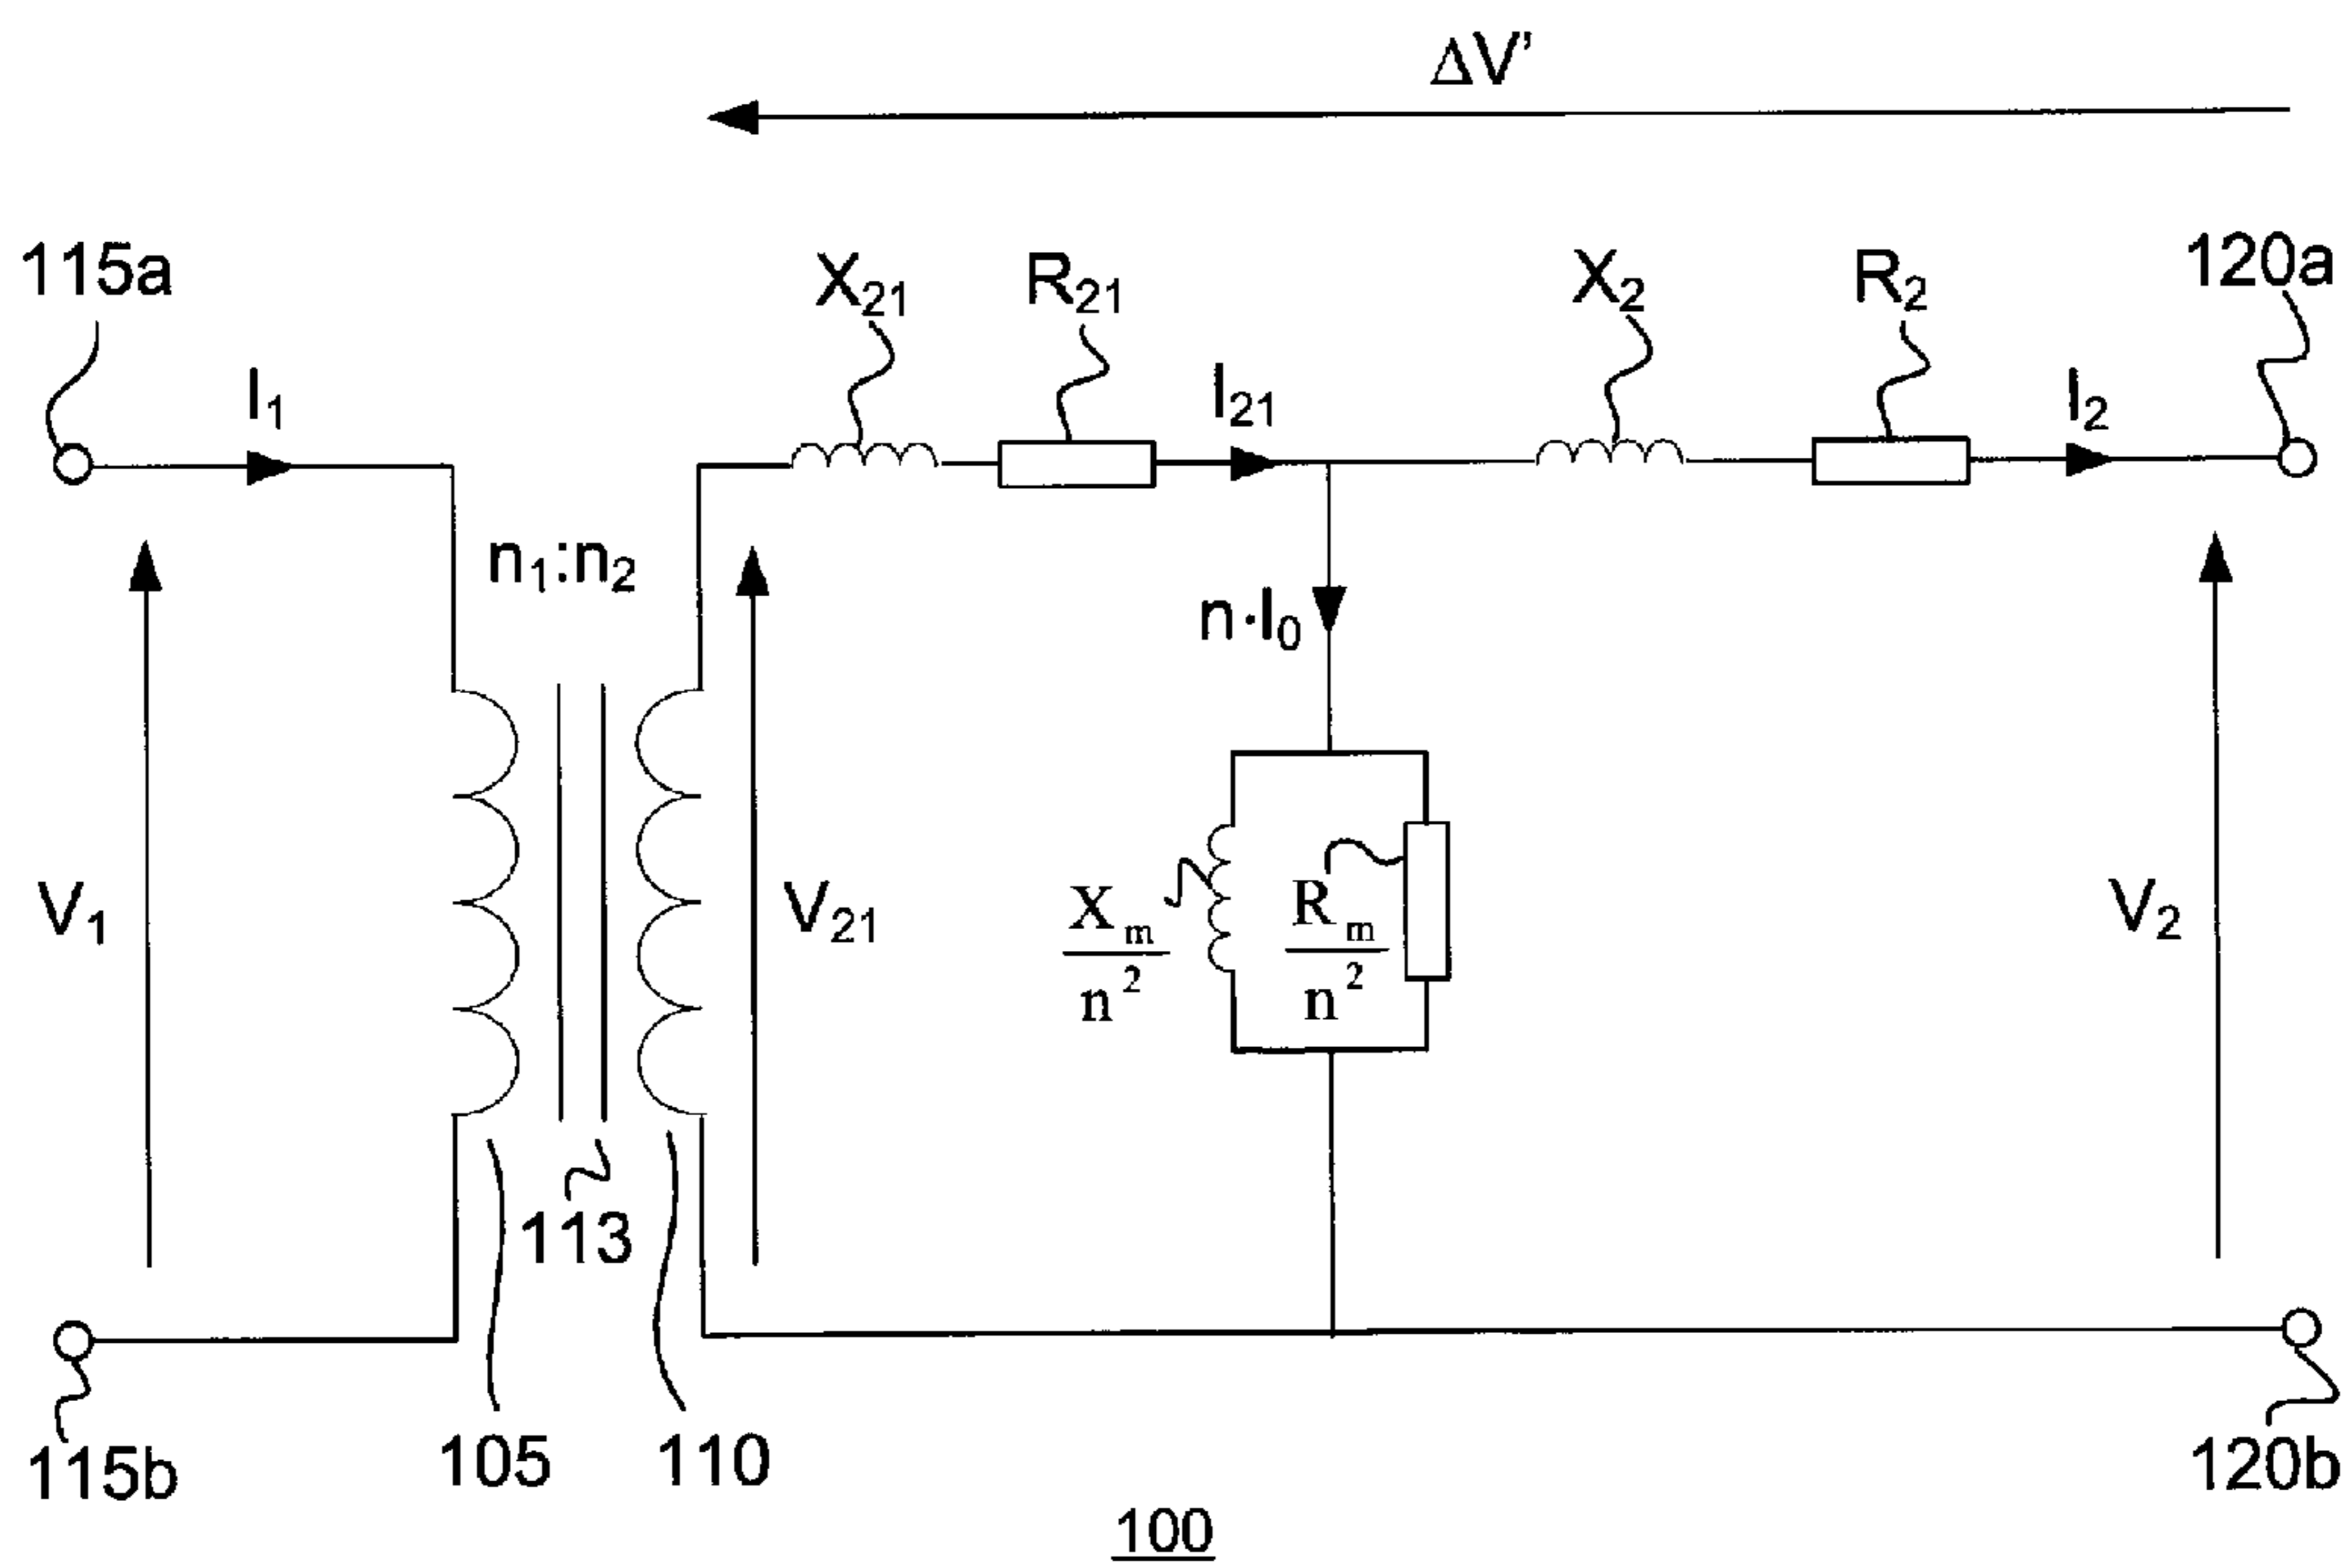 ΔV'
115a
X₂₁
R₂₁
X₂
R₂
120a
I₁
I₂₁
I₂
n₁:n₂
n·I₀
V₁
V₂₁
Xₘ/n²
Rₘ/n²
V₂
113
115b
105
110
120b
100